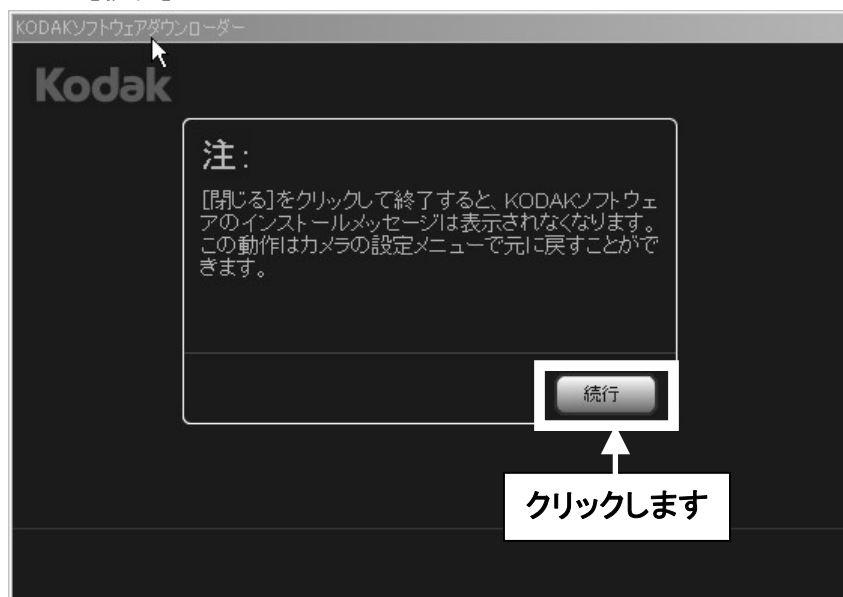 KODAKソフトウェアダウンローダー
Kodak
注:
[閉じる]をクリックして終了すると、KODAKソフトウェ
アのインストールメッセージは表示されなくなります。
この動作はカメラの設定メニューで元に戻すことがで
きます。
続行
クリックします